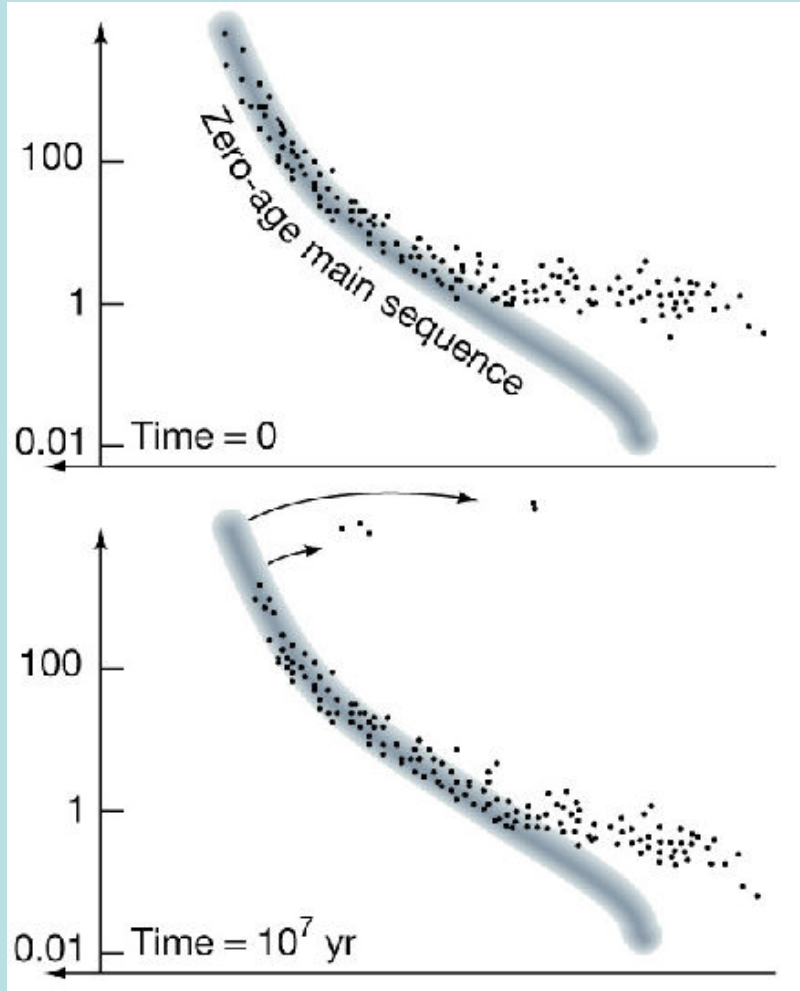 100
Zero-age main sequence
1
0.01
Time = 0
100
1
0.01
Time = 10⁷ yr